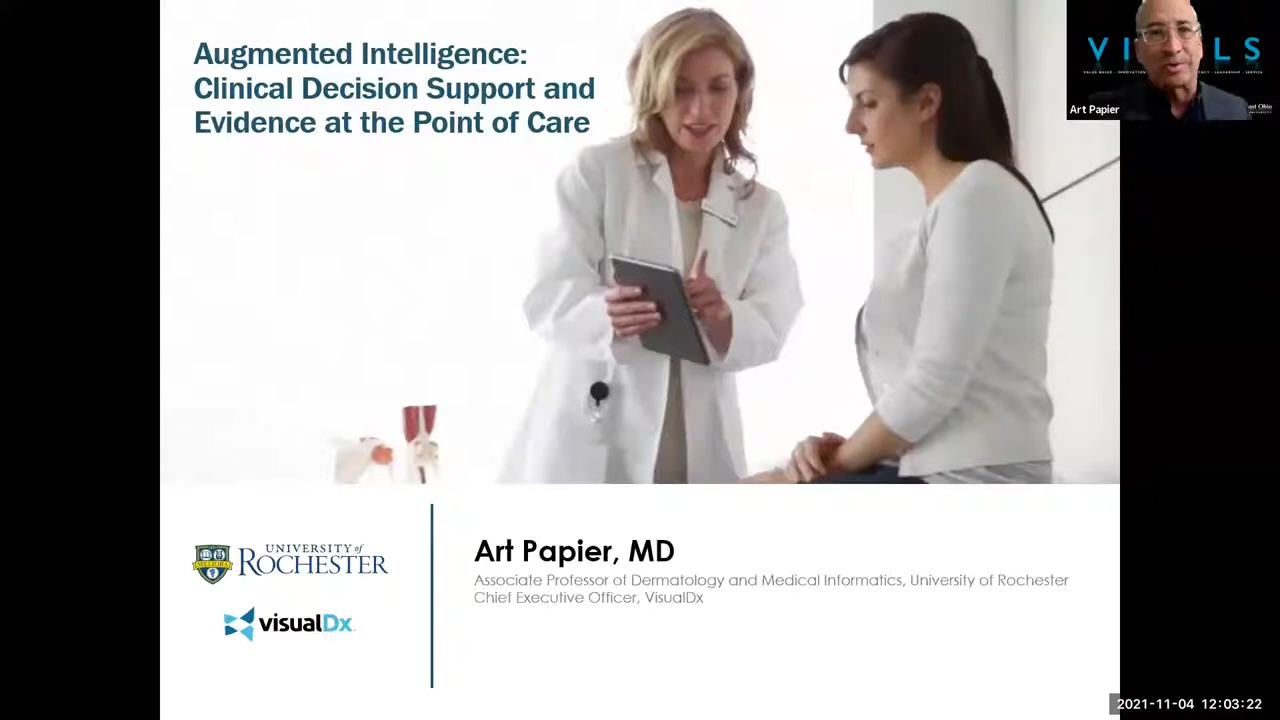 Augmented Intelligence:
Clinical Decision Support and
Evidence at the Point of Care
Art Papier
UNIVERSITY of
ROCHESTER
MELIORA
visualDx
Art Papier, MD
Associate Professor of Dermatology and Medical Informatics, University of Rochester
Chief Executive Officer, VisualDx
2021-11-04 12:03:22